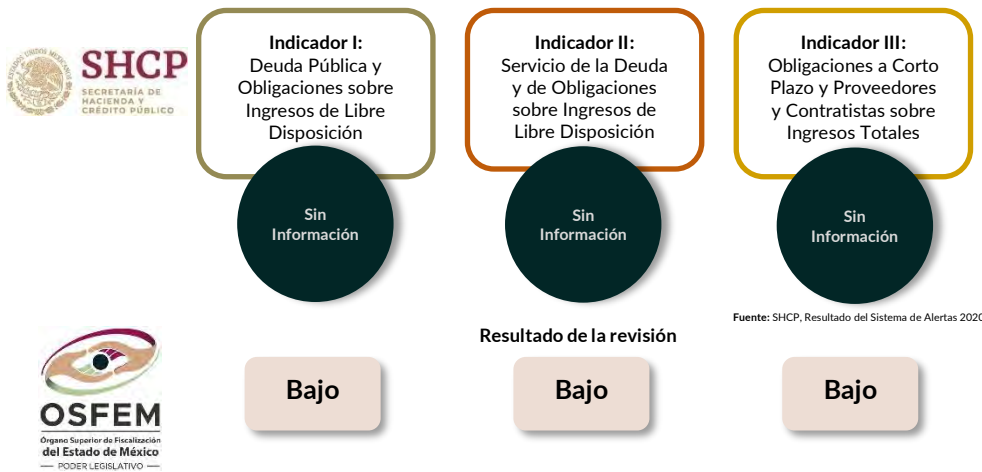 SHCP
SECRETARÍA DE
HACIENDA Y
CRÉDITO PÚBLICO
ESTADOS UNIDOS MEXICANOS
Indicador I:
Deuda Pública y
Obligaciones sobre
Ingresos de Libre
Disposición
Sin
Información
Indicador II:
Servicio de la Deuda
y de Obligaciones
sobre Ingresos de
Libre Disposición
Sin
Información
Indicador III:
Obligaciones a Corto
Plazo y Proveedores
y Contratistas sobre
Ingresos Totales
Sin
Información
Fuente: SHCP, Resultado del Sistema de Alertas 2020
Resultado de la revisión
OSFEM
Órgano Superior de Fiscalización
del Estado de México
PODER LEGISLATIVO
Bajo
Bajo
Bajo